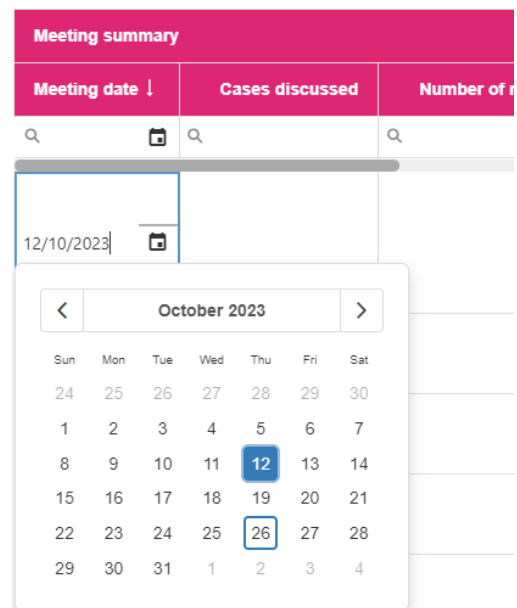 Meeting summary
Meeting date ↓ Cases discussed Number of
12/10/2023
October 2023
Sun Mon Tue Wed Thu Fri Sat
24 25 26 27 28 29 30
1 2 3 4 5 6 7
8 9 10 11 12 13 14
15 16 17 18 19 20 21
22 23 24 25 26 27 28
29 30 31 1 2 3 4